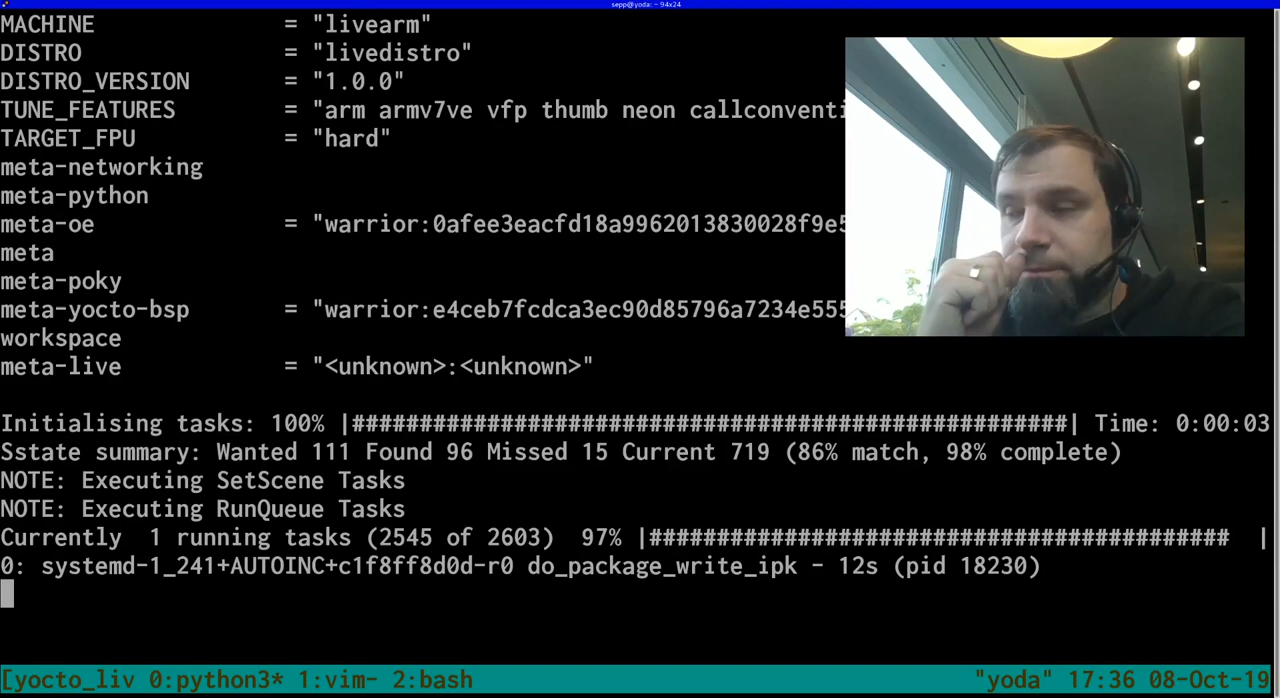 sepp@yoda: ~ 94x24
MACHINE = "livearm"
DISTRO = "livedistro"
DISTRO_VERSION = "1.0.0"
TUNE_FEATURES = "arm armv7ve vfp thumb neon callconventi
TARGET_FPU = "hard"
meta-networking
meta-python
meta-oe = "warrior:0afee3eacfd18a9962013830028f9e5
meta
meta-poky
meta-yocto-bsp = "warrior:e4ceb7fcdca3ec90d85796a7234e555
workspace
meta-live = "<unknown>:<unknown>"
Initialising tasks: 100% |#####################################################| Time: 0:00:03
Sstate summary: Wanted 111 Found 96 Missed 15 Current 719 (86% match, 98% complete)
NOTE: Executing SetScene Tasks
NOTE: Executing RunQueue Tasks
Currently  1 running tasks (2545 of 2603)  97% |###########################################  |
0: systemd-1_241+AUTOINC+c1f8ff8d0d-r0 do_package_write_ipk - 12s (pid 18230)
[yocto_liv 0:python3* 1:vim- 2:bash "yoda" 17:36 08-Oct-19